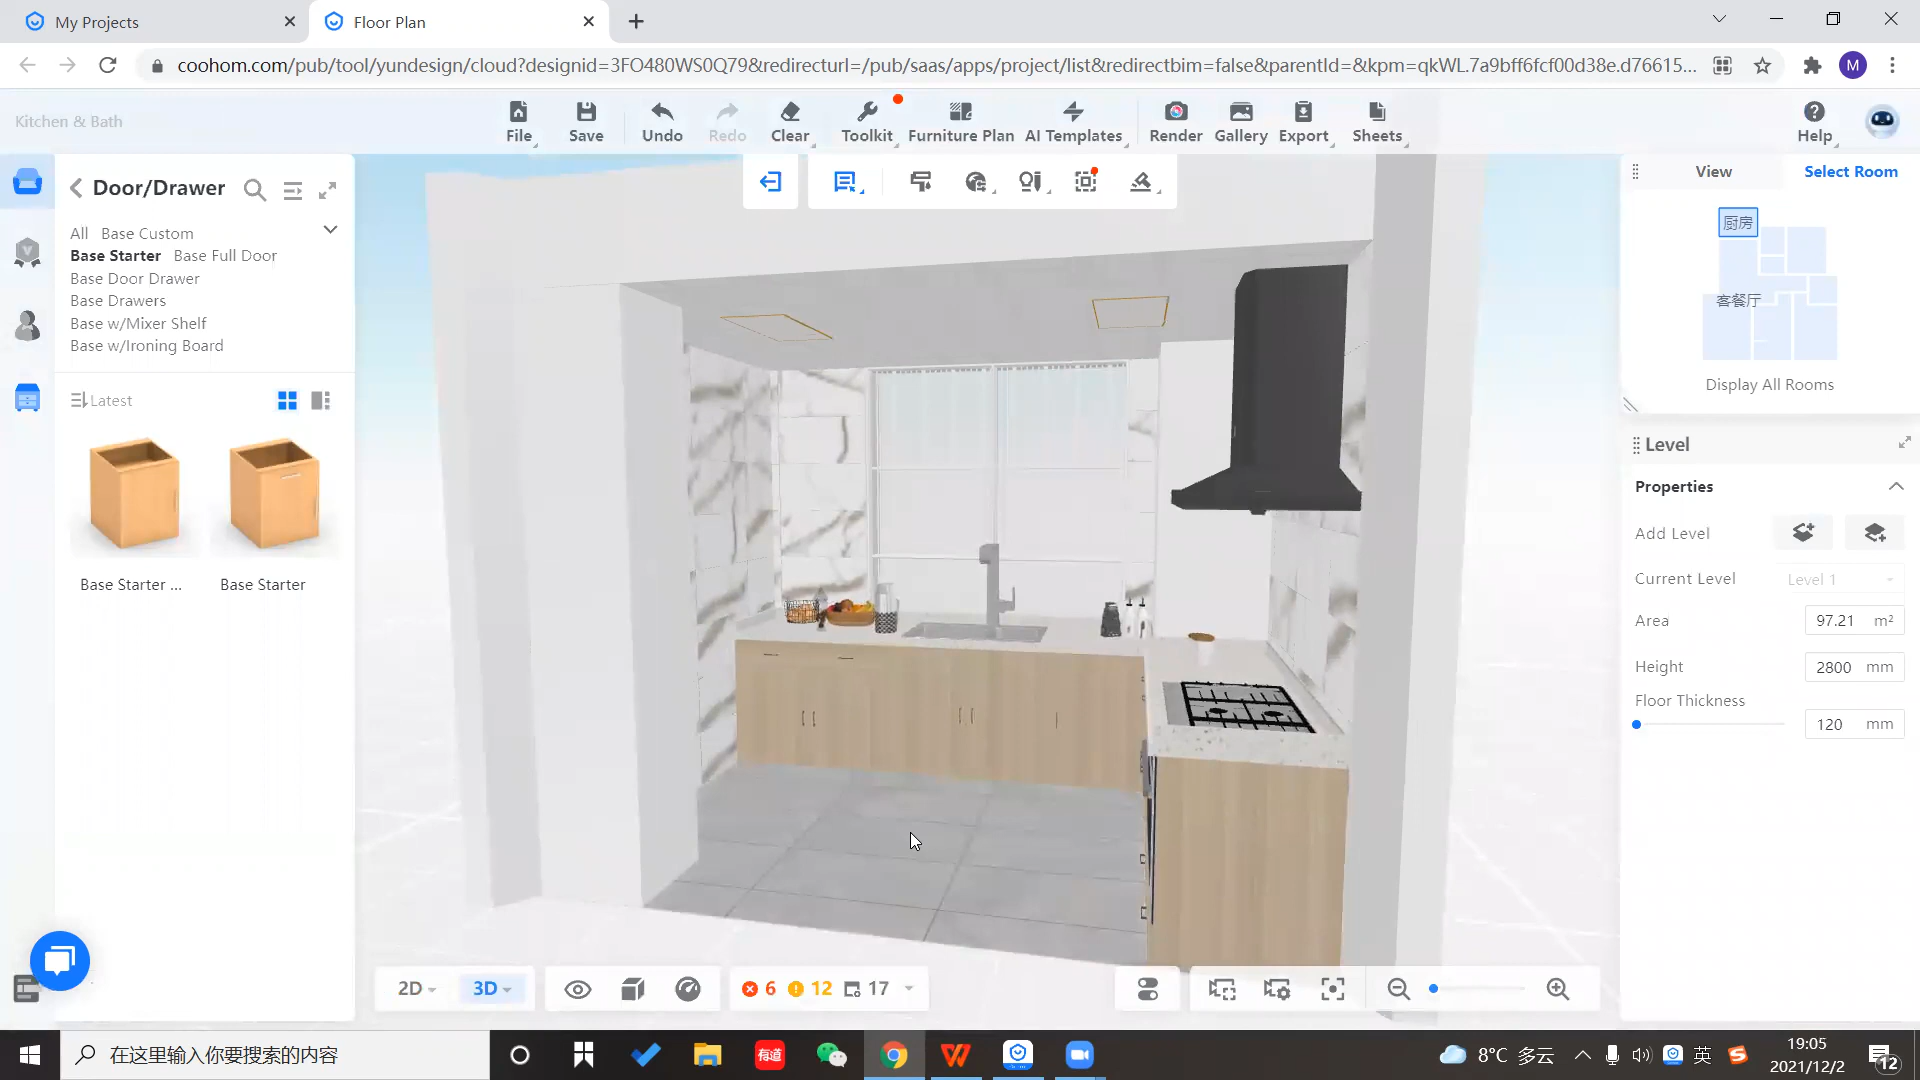 My Projects
Floor Plan
coohom.com/pub/tool/yundesign/cloud?designid=3FO480WS0Q79&redirecturl=/pub/saas/apps/project/list&redirectbim=false&parentId=&kpm=qkWL.7a9bff6fcf00d38e.d76615...
M
Kitchen & Bath
File
Save
Undo
Redo
Clear
Toolkit
Furniture Plan
AI Templates
Render
Gallery
Export
Sheets
Help
Door/Drawer
All Base Custom
Base Starter Base Full Door
Base Door Drawer
Base Drawers
Base w/Mixer Shelf
Base w/Ironing Board
Latest
Base Starter ...
Base Starter
View
Select Room
厨房
客餐厅
Display All Rooms
Level
Properties
Add Level
Current Level Level 1
Area 97.21 m²
Height 2800 mm
Floor Thickness
120 mm
2D
3D
6 12 17
在这里输入你要搜索的内容
有道
8°C 多云
英
19:05
2021/12/2
12